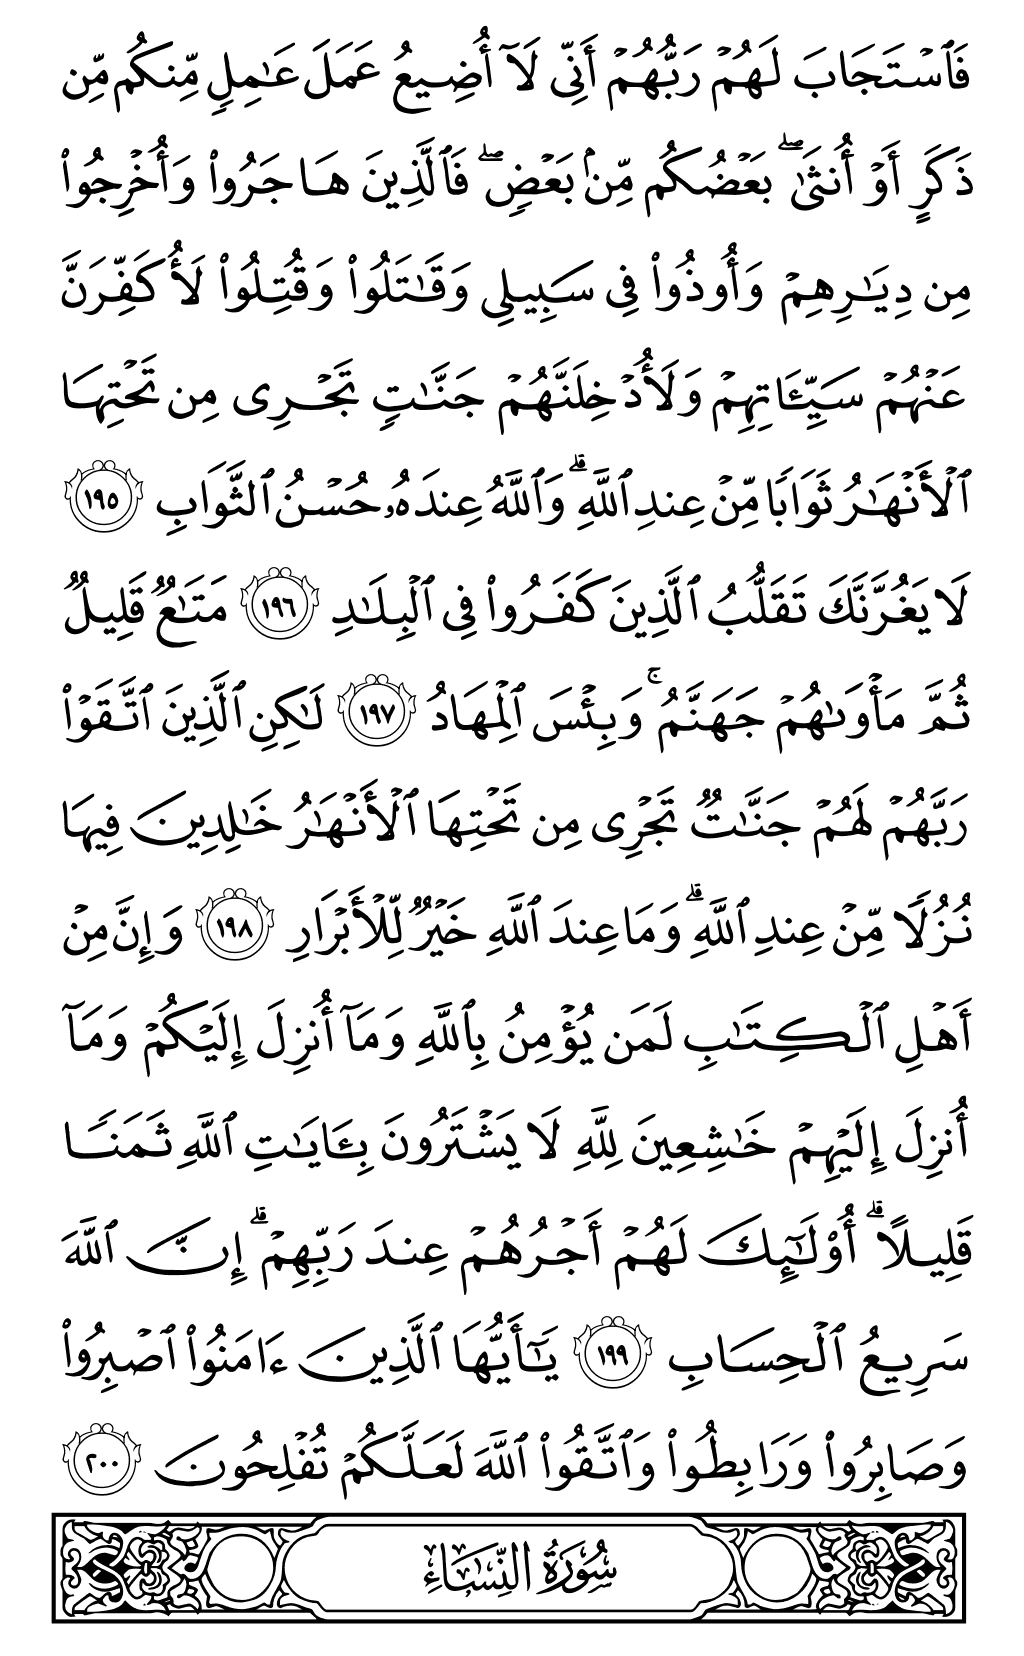 فَٱسۡتَجَابَ لَهُمۡ رَبُّهُمۡ أَنِّي لَآ أُضِيعُ عَمَلَ عَٰمِلٖ مِّنكُم مِّن
ذَكَرٍ أَوۡ أُنثَىٰۖ بَعۡضُكُم مِّنۢ بَعۡضٖۖ فَٱلَّذِينَ هَاجَرُواْ وَأُخۡرِجُواْ
مِن دِيَٰرِهِمۡ وَأُوذُواْ فِي سَبِيلِي وَقَٰتَلُواْ وَقُتِلُواْ لَأُكَفِّرَنَّ
عَنۡهُمۡ سَيِّـَٔاتِهِمۡ وَلَأُدۡخِلَنَّهُمۡ جَنَّٰتٖ تَجۡرِي مِن تَحۡتِهَا
ٱلۡأَنۡهَٰرُ ثَوَابٗا مِّنۡ عِندِ ٱللَّهِۚ وَٱللَّهُ عِندَهُۥ حُسۡنُ ٱلثَّوَابِ ١٩٥
لَا يَغُرَّنَّكَ تَقَلُّبُ ٱلَّذِينَ كَفَرُواْ فِي ٱلۡبِلَٰدِ ١٩٦ مَتَٰعٞ قَلِيلٞ
ثُمَّ مَأۡوَىٰهُمۡ جَهَنَّمُۚ وَبِئۡسَ ٱلۡمِهَادُ ١٩٧ لَٰكِنِ ٱلَّذِينَ ٱتَّقَوۡاْ
رَبَّهُمۡ لَهُمۡ جَنَّٰتٞ تَجۡرِي مِن تَحۡتِهَا ٱلۡأَنۡهَٰرُ خَٰلِدِينَ فِيهَا
نُزُلٗا مِّنۡ عِندِ ٱللَّهِۗ وَمَا عِندَ ٱللَّهِ خَيۡرٞ لِّلۡأَبۡرَارِ ١٩٨ وَإِنَّ مِنۡ
أَهۡلِ ٱلۡكِتَٰبِ لَمَن يُؤۡمِنُ بِٱللَّهِ وَمَآ أُنزِلَ إِلَيۡكُمۡ وَمَآ
أُنزِلَ إِلَيۡهِمۡ خَٰشِعِينَ لِلَّهِ لَا يَشۡتَرُونَ بِـَٔايَٰتِ ٱللَّهِ ثَمَنٗا
قَلِيلًاۗ أُوْلَٰٓئِكَ لَهُمۡ أَجۡرُهُمۡ عِندَ رَبِّهِمۡۗ إِنَّ ٱللَّهَ
سَرِيعُ ٱلۡحِسَابِ ١٩٩ يَٰٓأَيُّهَا ٱلَّذِينَ ءَامَنُواْ ٱصۡبِرُواْ
وَصَابِرُواْ وَرَابِطُواْ وَٱتَّقُواْ ٱللَّهَ لَعَلَّكُمۡ تُفۡلِحُونَ ٢٠٠
سُورَةُ النِّسَاءِ